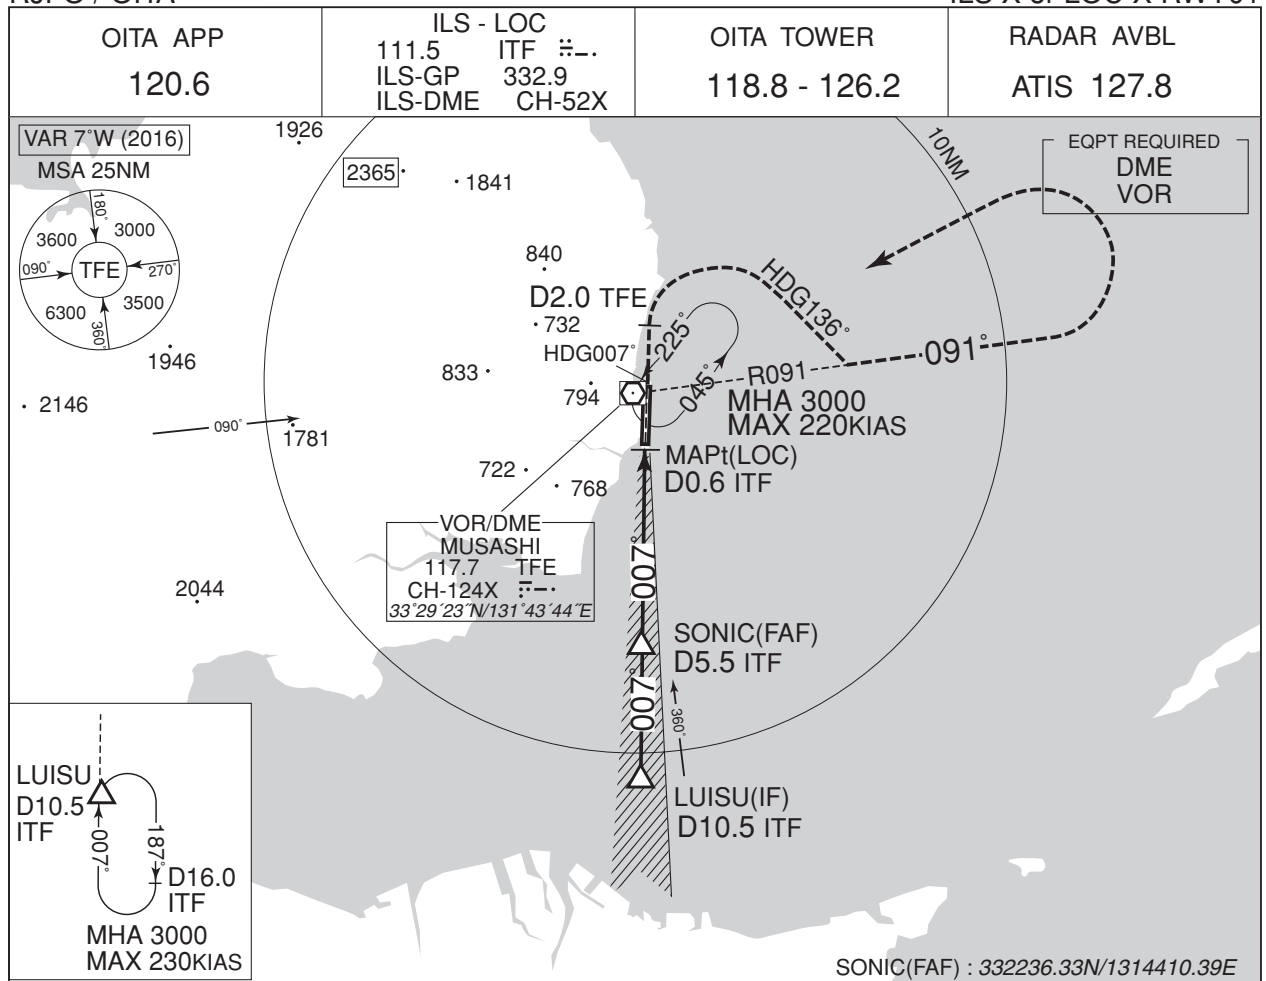 OITA APP
120.6
ILS - LOC
111.5 ITF
ILS-GP 332.9
ILS-DME CH-52X
OITA TOWER
118.8 - 126.2
RADAR AVBL
ATIS 127.8
VAR 7°W (2016)
MSA 25NM
180°
3600
3000
090°
TFE
270°
6300
3500
360°
1926
2365
1841
10NM
EQPT REQUIRED
DME
VOR
840
D2.0 TFE
732
HDG007°
HDG136°
225°
1946
833
794
045°
R091
091°
2146
MHA 3000
MAX 220KIAS
090°
1781
MAPt(LOC)
D0.6 ITF
722
768
VOR/DME
MUSASHI
117.7 TFE
CH-124X
33°29´23˝N/131°43´44˝E
007°
2044
SONIC(FAF)
D5.5 ITF
007°
360°
LUISU(IF)
D10.5 ITF
LUISU
D10.5
ITF
007°
187°
D16.0
ITF
MHA 3000
MAX 230KIAS
SONIC(FAF) : 332236.33N/1314410.39E